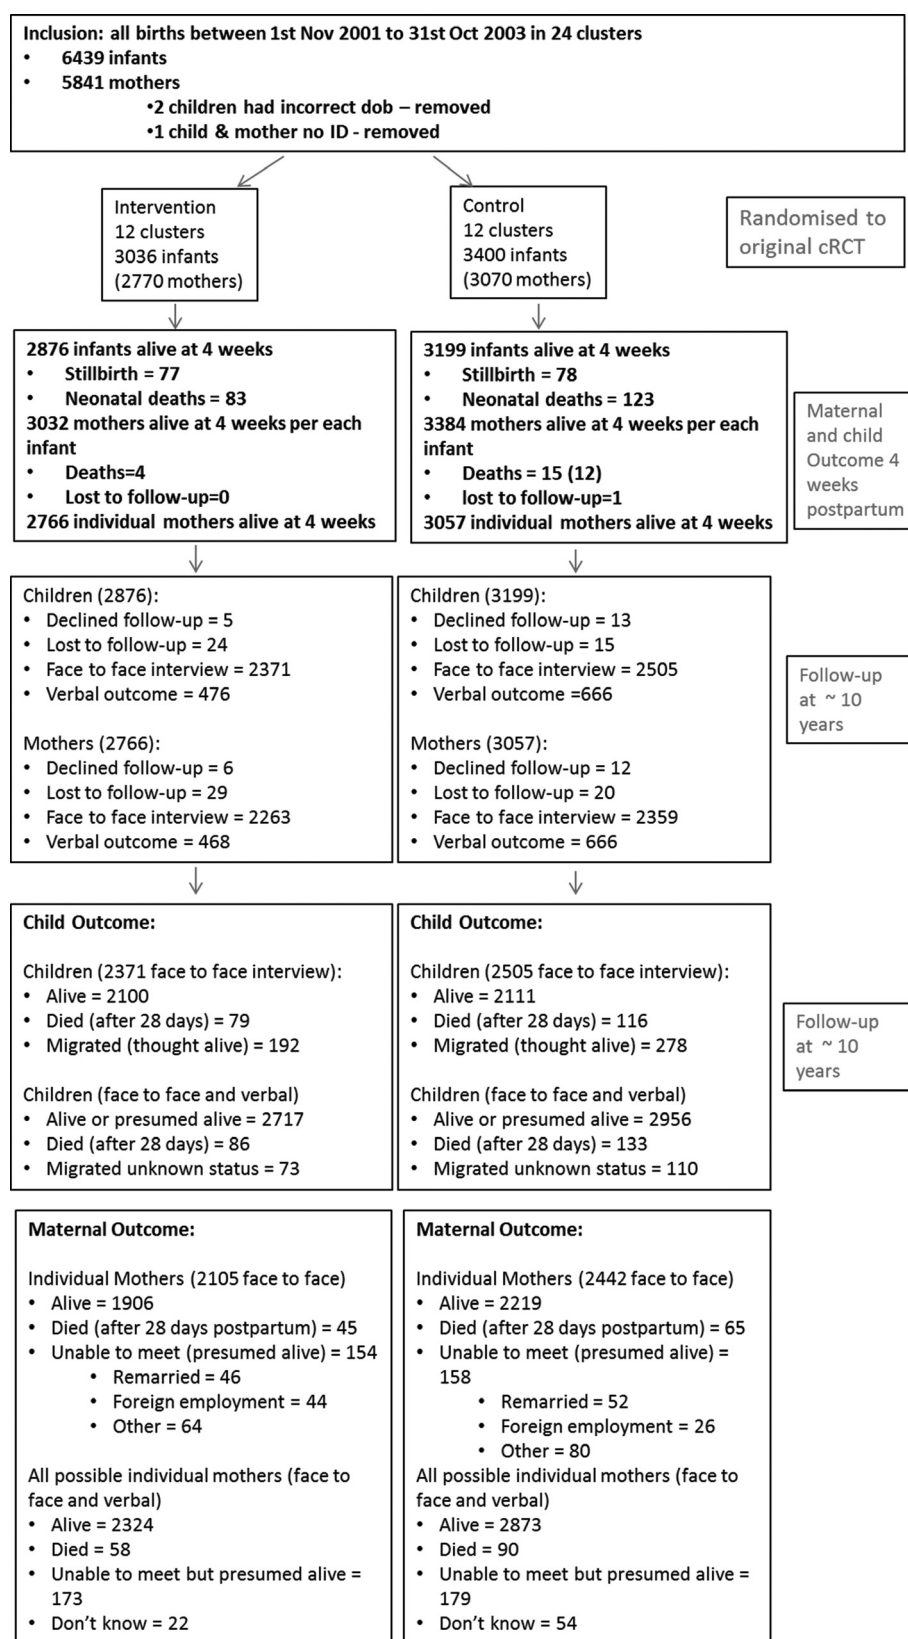 Inclusion: all births between 1st Nov 2001 to 31st Oct 2003 in 24 clusters
• 6439 infants
• 5841 mothers
•2 children had incorrect dob – removed
•1 child & mother no ID - removed
Intervention
12 clusters
3036 infants
(2770 mothers)
Control
12 clusters
3400 infants
(3070 mothers)
Randomised to
original cRCT
2876 infants alive at 4 weeks
• Stillbirth = 77
• Neonatal deaths = 83
3032 mothers alive at 4 weeks per each
infant
• Deaths=4
• Lost to follow-up=0
2766 individual mothers alive at 4 weeks
3199 infants alive at 4 weeks
• Stillbirth = 78
• Neonatal deaths = 123
3384 mothers alive at 4 weeks per each
infant
• Deaths = 15 (12)
• lost to follow-up=1
3057 individual mothers alive at 4 weeks
Maternal
and child
Outcome 4
weeks
postpartum
Children (2876):
• Declined follow-up = 5
• Lost to follow-up = 24
• Face to face interview = 2371
• Verbal outcome = 476
Mothers (2766):
• Declined follow-up = 6
• Lost to follow-up = 29
• Face to face interview = 2263
• Verbal outcome = 468
Children (3199):
• Declined follow-up = 13
• Lost to follow-up = 15
• Face to face interview = 2505
• Verbal outcome =666
Mothers (3057):
• Declined follow-up = 12
• Lost to follow-up = 20
• Face to face interview = 2359
• Verbal outcome = 666
Follow-up
at ~ 10
years
Child Outcome:
Children (2371 face to face interview):
• Alive = 2100
• Died (after 28 days) = 79
• Migrated (thought alive) = 192
Children (face to face and verbal)
• Alive or presumed alive = 2717
• Died (after 28 days) = 86
• Migrated unknown status = 73
Child Outcome:
Children (2505 face to face interview):
• Alive = 2111
• Died (after 28 days) = 116
• Migrated (thought alive) = 278
Children (face to face and verbal)
• Alive or presumed alive = 2956
• Died (after 28 days) = 133
• Migrated unknown status = 110
Follow-up
at ~ 10
years
Maternal Outcome:
Individual Mothers (2105 face to face)
• Alive = 1906
• Died (after 28 days postpartum) = 45
• Unable to meet (presumed alive) = 154
• Remarried = 46
• Foreign employment = 44
• Other = 64
All possible individual mothers (face to
face and verbal)
• Alive = 2324
• Died = 58
• Unable to meet but presumed alive =
173
• Don't know = 22
Maternal Outcome:
Individual Mothers (2442 face to face)
• Alive = 2219
• Died (after 28 days postpartum) = 65
• Unable to meet (presumed alive) =
158
• Remarried = 52
• Foreign employment = 26
• Other = 80
All possible individual mothers (face to
face and verbal)
• Alive = 2873
• Died = 90
• Unable to meet but presumed alive =
179
• Don't know = 54